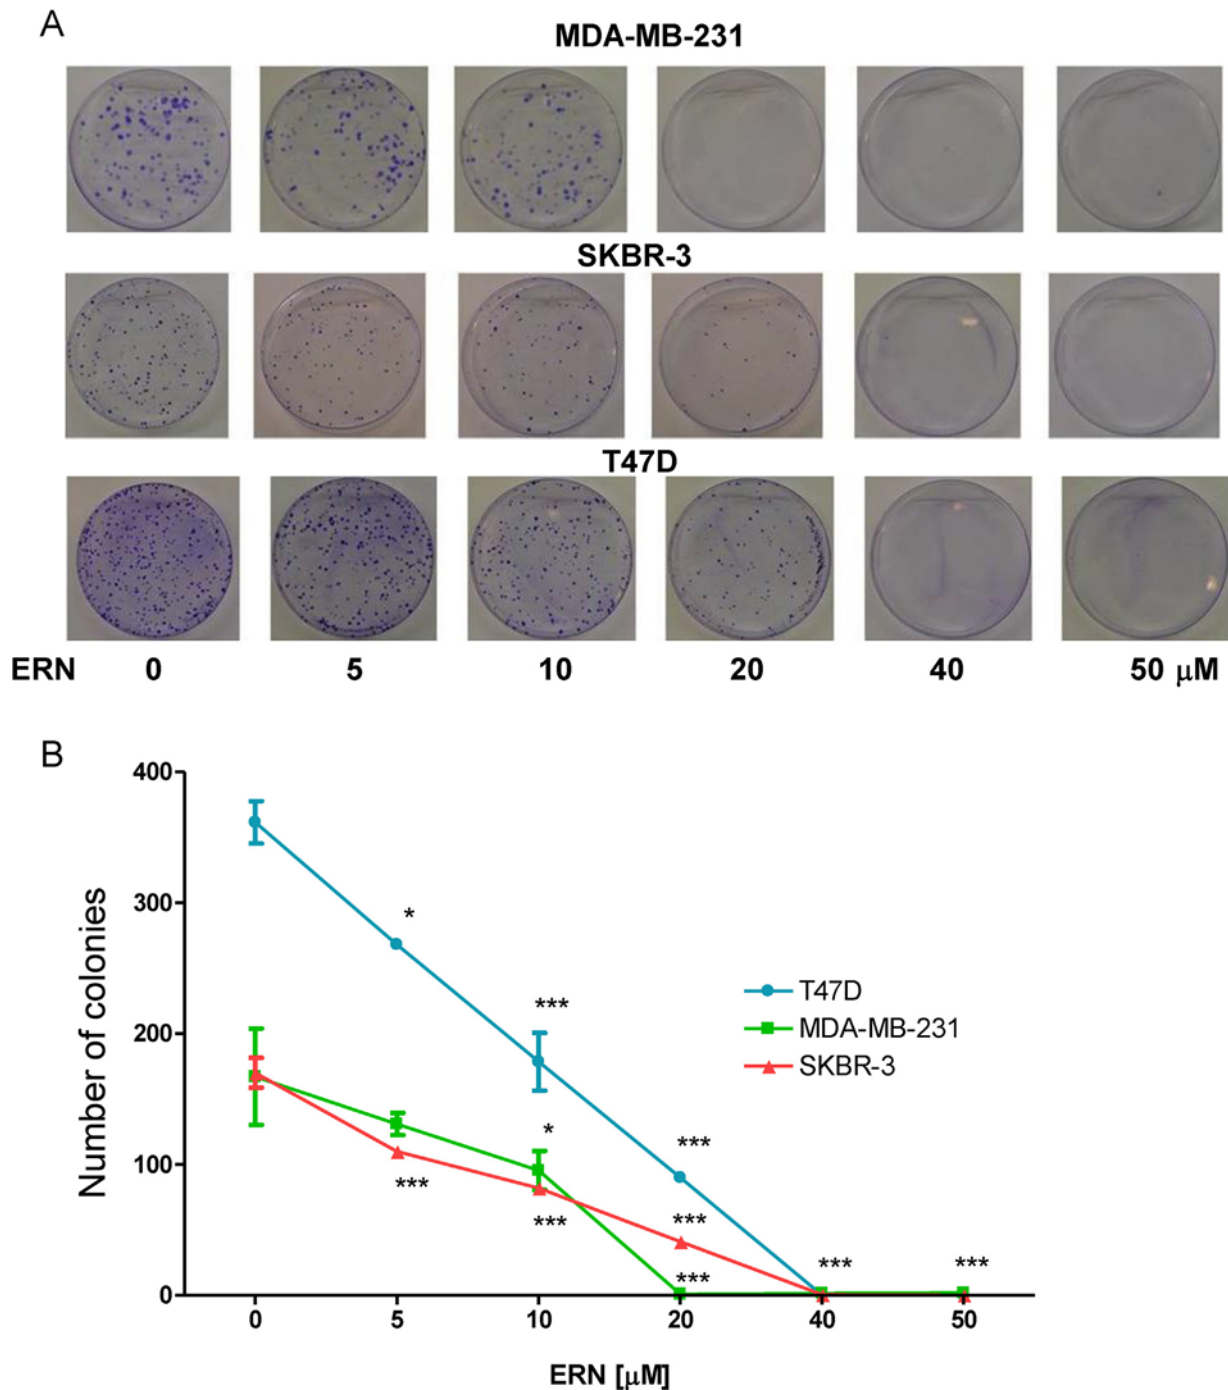 A
MDA-MB-231
SKBR-3
T47D
ERN 0 5 10 20 40 50 μM
B
400
300
200
100
0
Number of colonies
*
***
***
*
***
***
***
***
***
***
T47D
MDA-MB-231
SKBR-3
0 5 10 20 40 50
ERN [μM]